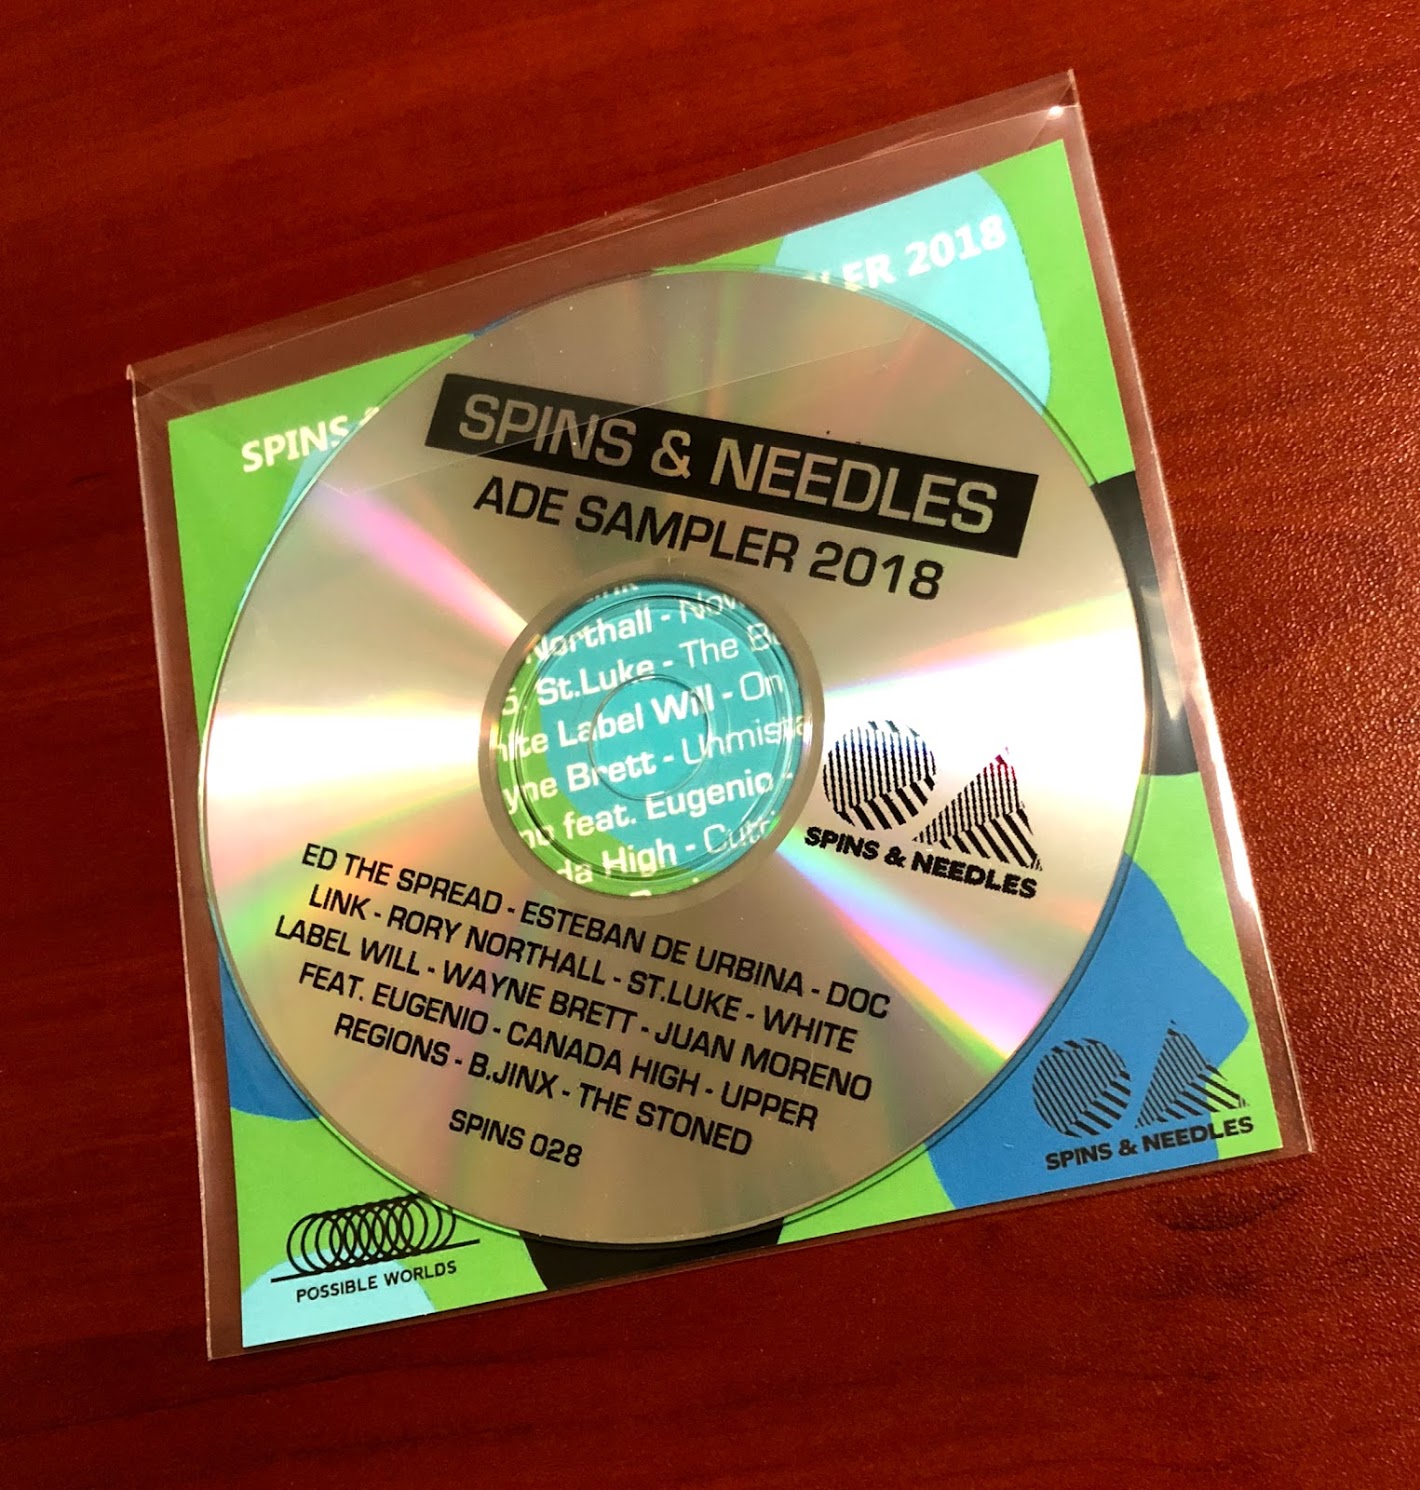 SPINS
2018
SPINS & NEEDLES
ADE SAMPLER 2018
Northall -
5. St.Luke - The
Label Will - On
Brett -
feat. Eugenio -
High -
SPINS & NEEDLES
ED THE SPREAD - ESTEBAN DE URBINA - DOC
LINK - RORY NORTHALL - ST.LUKE - WHITE
LABEL WILL - WAYNE BRETT - JUAN MORENO
FEAT. EUGENIO - CANADA HIGH - UPPER
REGIONS - B.JINX - THE STONED
SPINS 028
SPINS & NEEDLES
POSSIBLE WORLDS